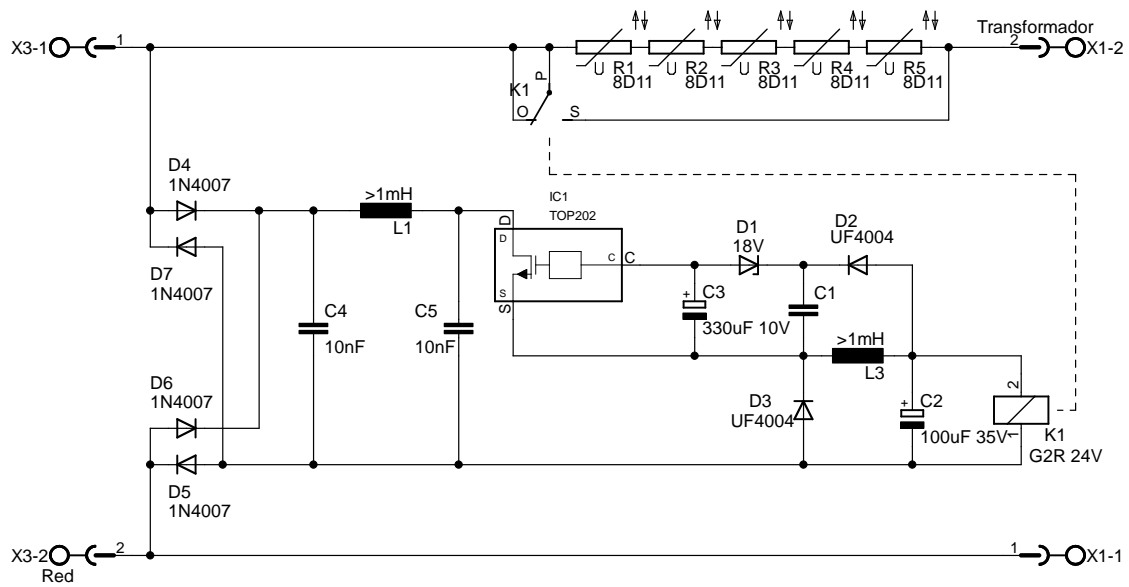 Transformador
X3-1 1 2 X1-2
U R1 U R2 U R3 U R4 U R5
8D11 8D11 8D11 8D11 8D11
K1 P
O S
D4
1N4007
>1mH
L1
IC1
TOP202
D
D
C C
S
S
D1
18V
D2
UF4004
D7
1N4007
C4
10nF
C5
10nF
+ C3
330uF 10V
C1
>1mH
L3
D6
1N4007
D3
UF4004
+ C2
100uF 35V
2
1
K1
G2R 24V
D5
1N4007
X3-2 2 1 X1-1
Red